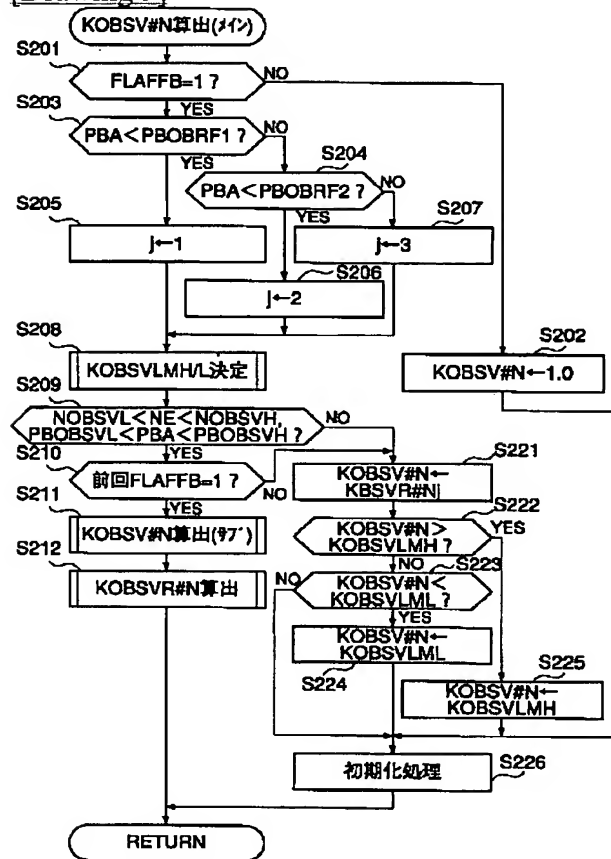 KOBSV#N算出(ﾒｲﾝ)
S201
FLAFFB=1?
NO
S203
YES
PBA<PBOBRF1?
NO
YES
S204
PBA<PBOBRF2?
NO
YES
S205
j←1
S207
j←3
S206
j←2
S208
KOBSVLMH/L決定
S202
KOBSV#N←1.0
S209
NOBSVL<NE<NOBSVH,
PBOBSVL<PBA<PBOBSVH?
NO
YES
S210
前回FLAFFB=1?
NO
YES
S221
KOBSV#N←
KBSVR#Nj
S211
KOBSV#N算出(ｻﾌﾞ)
S222
KOBSV#N>
KOBSVLMH?
YES
NO
S212
KOBSVR#N算出
S223
NO
KOBSV#N<
KOBSVLML?
YES
KOBSV#N←
KOBSVLML
S224
S225
KOBSV#N←
KOBSVLMH
初期化処理
S226
RETURN